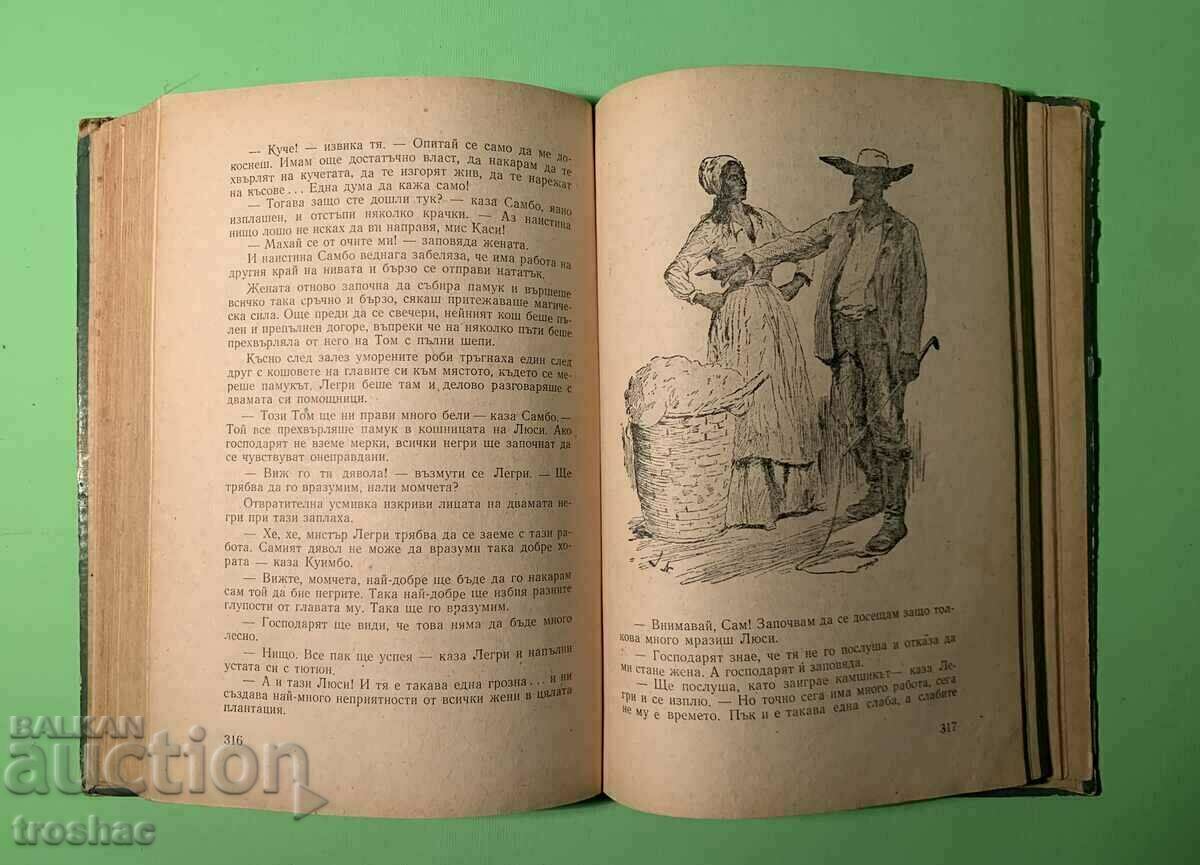 — Куче! — извика тя. — Опитай се само да ме до-
коснеш. Имам още достатъчно власт, да накарам да те
хвърлят на кучетата, да те изгорят жив, да те нарежат
на късове... Една дума да кажа само!
— Тогава защо сте дошли тук? — каза Самбо, явно
изплашен, и отстъпи няколко крачки. — Аз наистина
нищо лошо не исках да ви направя, мис Каси!
— Махай се от очите ми! — заповяда жената.
И наистина Самбо веднага забеляза, че има работа на
другия край на нивата и бързо се отправи нататък.
Жената отново започна да събира памук и вършеше
всичко така сръчно и бързо, сякаш притежаваше магиче-
ска сила. Още преди да се свечери, нейният кош беше пъ-
лен и препълнен догоре, въпреки че на няколко пъти беше
прехвърляла от него на Том с пълни шепи.
Късно след залез уморените роби тръгнаха един след
друг с кошовете на главите си към мястото, където се ме-
реше памукът. Легри беше там и делово разговаряше с
двамата си помощници.
— Този Том ще ни прави много бели — каза Самбо. —
Той все прехвърляше памук в кошницата на Люси. Ако
господарят не вземе мерки, всички негри ще започнат да
се чувствуват онеправдани.
— Виж го тв дявола! — възмути се Легри. — Ще
трябва да го вразумим, нали момчета?
Отвратителна усмивка изкриви лицата на двамата не-
гри при тази заплаха.
— Хе, хе, мистър Легри трябва да се заеме с тази ра-
бота. Самият дявол не може да вразуми така добре хо-
рата — каза Куимбо.
— Вижте, момчета, най-добре ще бъде да го накарам
сам той да бие негрите. Така най-добре ще избия разните
глупости от главата му. Така ще го вразумим.
— Господарят ще види, че това няма да бъде много
лесно.
— Нищо. Все пак ще успея — каза Легри и напълни
устата си с тютюн.
— А и тази Люси! И тя е такава една грозна... и ни
създава най-много неприятности от всички жени в цялата
плантация.
316
— Внимавай, Сам! Започвам да се досещам защо тол-
кова много мразиш Люси.
— Господарят знае, че тя не го послуша и отказа да
ми стане жена. А господарят ѝ заповяда.
— Ще послуша, като заиграе камшикът — каза Ле-
гри и се изплю. — Но точно сега има много работа, сега
не му е времето. Пък и е такава една слаба, а слабите
317
BALKAN
auction
troshac